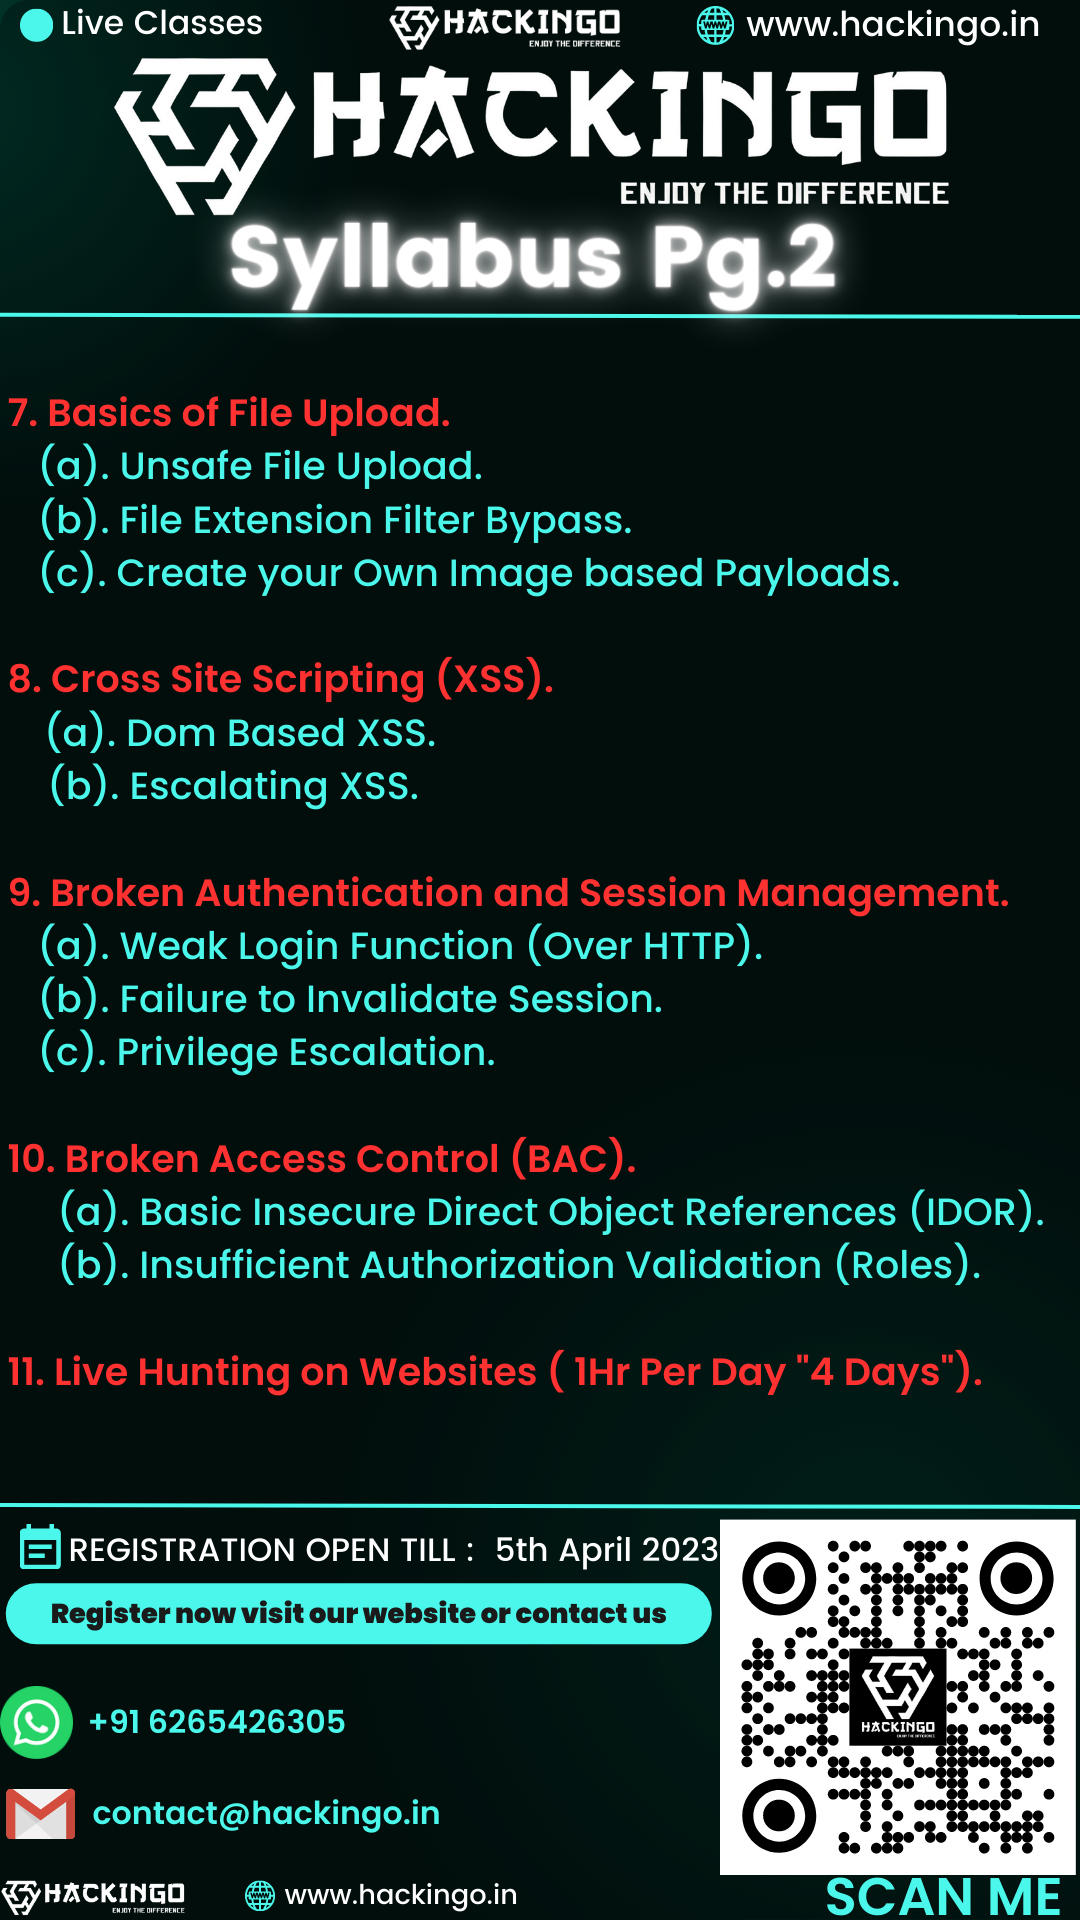 Live Classes
HACKINGO
ENJOY THE DIFFERENCE
www.hackingo.in
HACKINGO
ENJOY THE DIFFERENCE
Syllabus Pg.2
7. Basics of File Upload.
(a). Unsafe File Upload.
(b). File Extension Filter Bypass.
(c). Create your Own Image based Payloads.
8. Cross Site Scripting (XSS).
(a). Dom Based XSS.
(b). Escalating XSS.
9. Broken Authentication and Session Management.
(a). Weak Login Function (Over HTTP).
(b). Failure to Invalidate Session.
(c). Privilege Escalation.
10. Broken Access Control (BAC).
(a). Basic Insecure Direct Object References (IDOR).
(b). Insufficient Authorization Validation (Roles).
11. Live Hunting on Websites ( 1Hr Per Day "4 Days").
REGISTRATION OPEN TILL : 5th April 2023
Register now visit our website or contact us
+91 6265426305
contact@hackingo.in
HACKINGO
ENJOY THE DIFFERENCE
HACKINGO
ENJOY THE DIFFERENCE
www.hackingo.in
SCAN ME